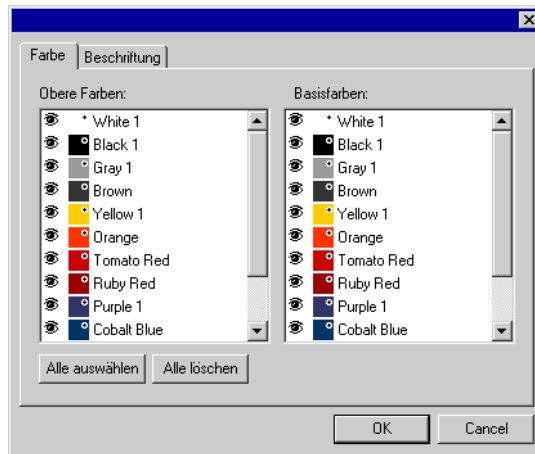 Farbe Beschriftung
Obere Farben: Basisfarben:
White 1 White 1
Black 1 Black 1
Gray 1 Gray 1
Brown Brown
Yellow 1 Yellow 1
Orange Orange
Tomato Red Tomato Red
Ruby Red Ruby Red
Purple 1 Purple 1
Cobalt Blue Cobalt Blue
Alle auswählen Alle löschen
OK Cancel